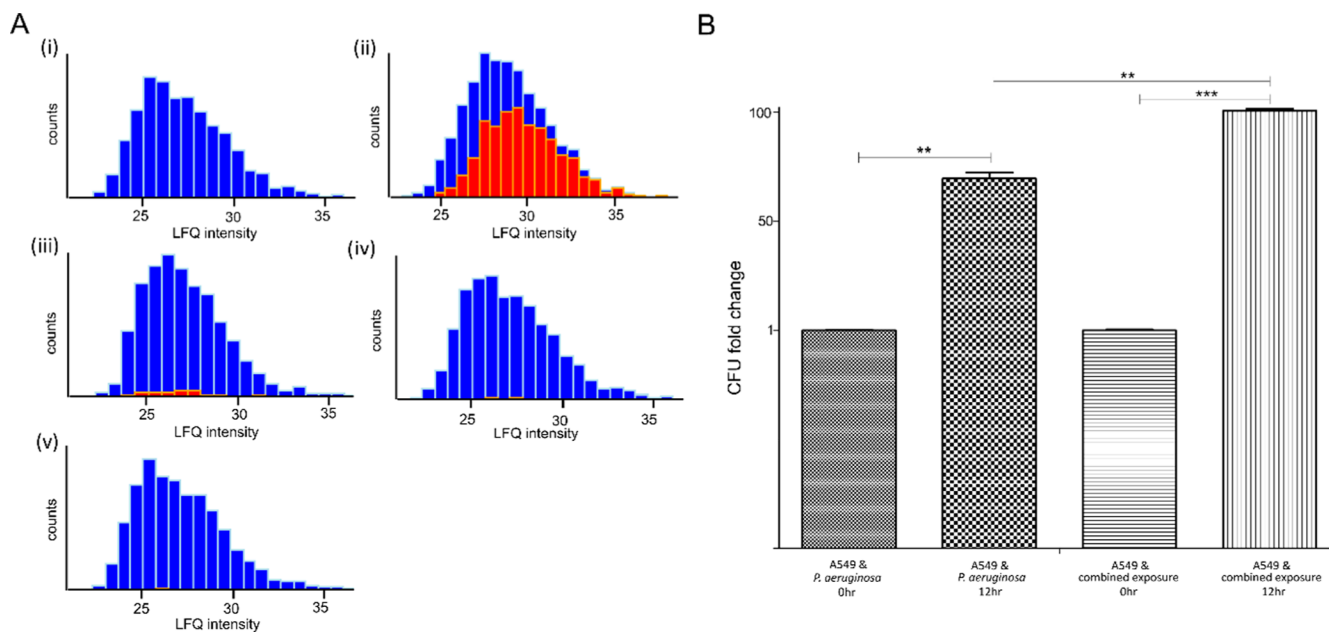 A
(i)
counts
25
30
35
LFQ intensity
(ii)
counts
25
30
35
LFQ intensity
(iii)
counts
25
30
35
LFQ intensity
(iv)
counts
25
30
35
LFQ intensity
(v)
counts
25
30
35
LFQ intensity
B
CFU fold change
100
50
1
**
***
**
A549 &
P. aeruginosa
0hr
A549 &
P. aeruginosa
12hr
A549 &
combined exposure
0hr
A549 &
combined exposure
12hr